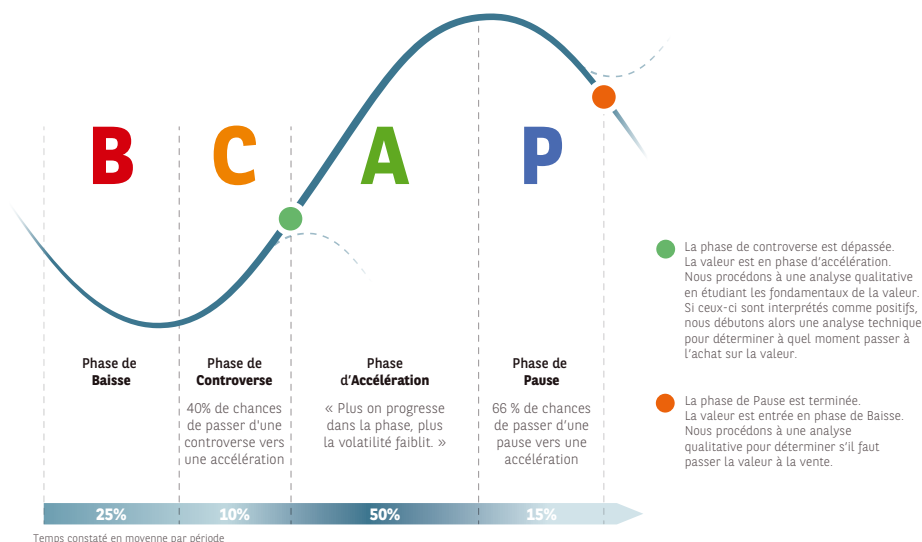 B
C
A
P
Phase de
Baisse
Phase de
Controverse
40% de chances
de passer d'une
controverse vers
une accélération
Phase
d'Accélération
« Plus on progresse
dans la phase, plus
la volatilité faiblit. »
Phase de
Pause
66 % de chances
de passer d'une
pause vers une
accélération
25%
10%
50%
15%
Temps constaté en moyenne par période
La phase de controverse est dépassée.
La valeur est en phase d'accélération.
Nous procédons à une analyse qualitative
en étudiant les fondamentaux de la valeur.
Si ceux-ci sont interprétés comme positifs,
nous débutons alors une analyse technique
pour déterminer à quel moment passer à
l'achat sur la valeur.
La phase de Pause est terminée.
La valeur est entrée en phase de Baisse.
Nous procédons à une analyse
qualitative pour déterminer s'il faut
passer la valeur à la vente.